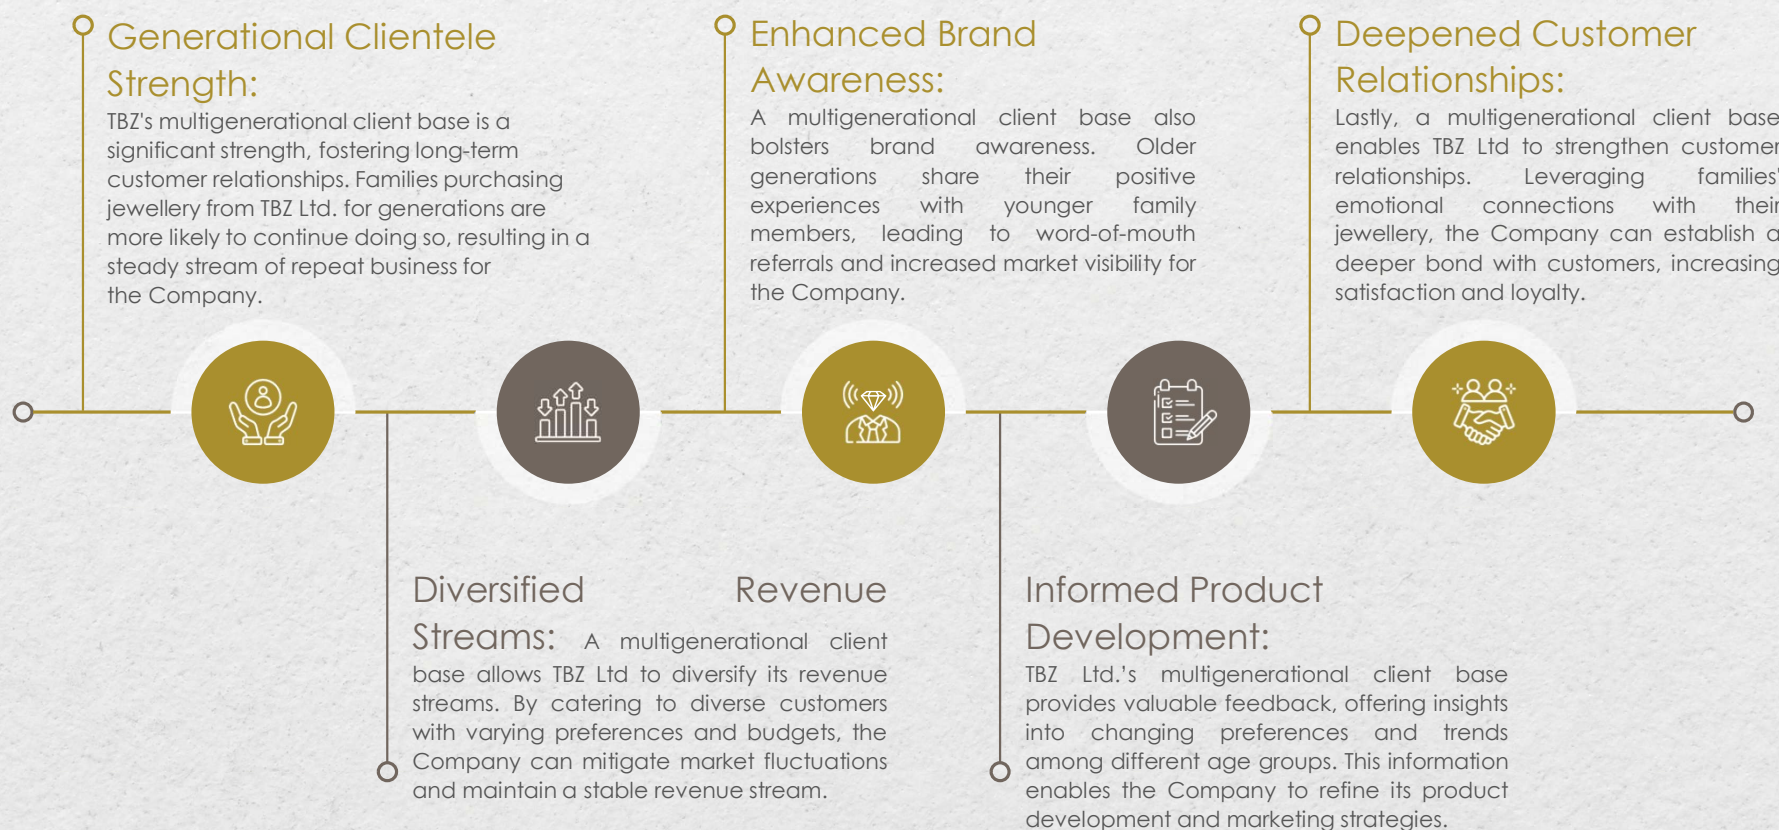 Generational Clientele
Strength:
TBZ's multigenerational client base is a
significant strength, fostering long-term
customer relationships. Families purchasing
jewellery from TBZ Ltd. for generations are
more likely to continue doing so, resulting in a
steady stream of repeat business for
the Company.
Diversified Revenue
Streams: A multigenerational client
base allows TBZ Ltd to diversify its revenue
streams. By catering to diverse customers
with varying preferences and budgets, the
Company can mitigate market fluctuations
and maintain a stable revenue stream.
Enhanced Brand
Awareness:
A multigenerational client base also
bolsters brand awareness. Older
generations share their positive
experiences with younger family
members, leading to word-of-mouth
referrals and increased market visibility for
the Company.
Informed Product
Development:
TBZ Ltd.’s multigenerational client base
provides valuable feedback, offering insights
into changing preferences and trends
among different age groups. This information
enables the Company to refine its product
development and marketing strategies.
Deepened Customer
Relationships:
Lastly, a multigenerational client base
enables TBZ Ltd to strengthen customer
relationships. Leveraging families'
emotional connections with their
jewellery, the Company can establish a
deeper bond with customers, increasing
satisfaction and loyalty.